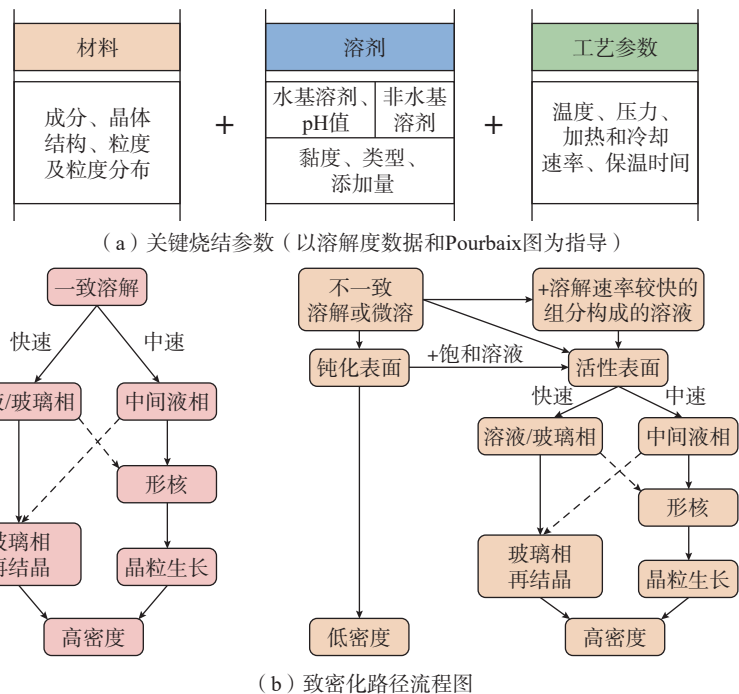 材料
溶剂
工艺参数
成分、晶体
结构、粒度
及粒度分布
+
水基溶剂、
pH值
非水基
溶剂
黏度、类型、
添加量
+
温度、压力、
加热和冷却
速率、保温时间
（a）关键烧结参数（以溶解度数据和Pourbaix图为指导）
一致溶解
快速
中速
/玻璃相
中间液相
形核
玻璃相
再结晶
晶粒生长
高密度
不一致
溶解或微溶
+溶解速率较快的
组分构成的溶液
钝化表面
+饱和溶液
活性表面
快速
中速
溶液/玻璃相
中间液相
形核
玻璃相
再结晶
晶粒生长
低密度
高密度
（b）致密化路径流程图